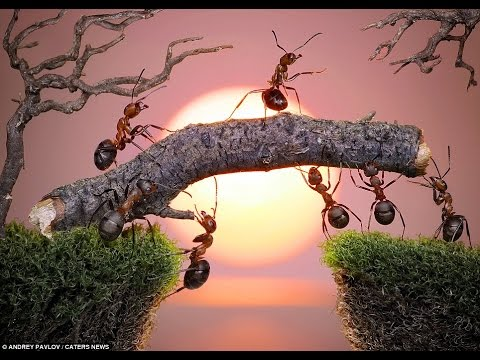 © ANDREY PAVLOV / CATERS NEWS